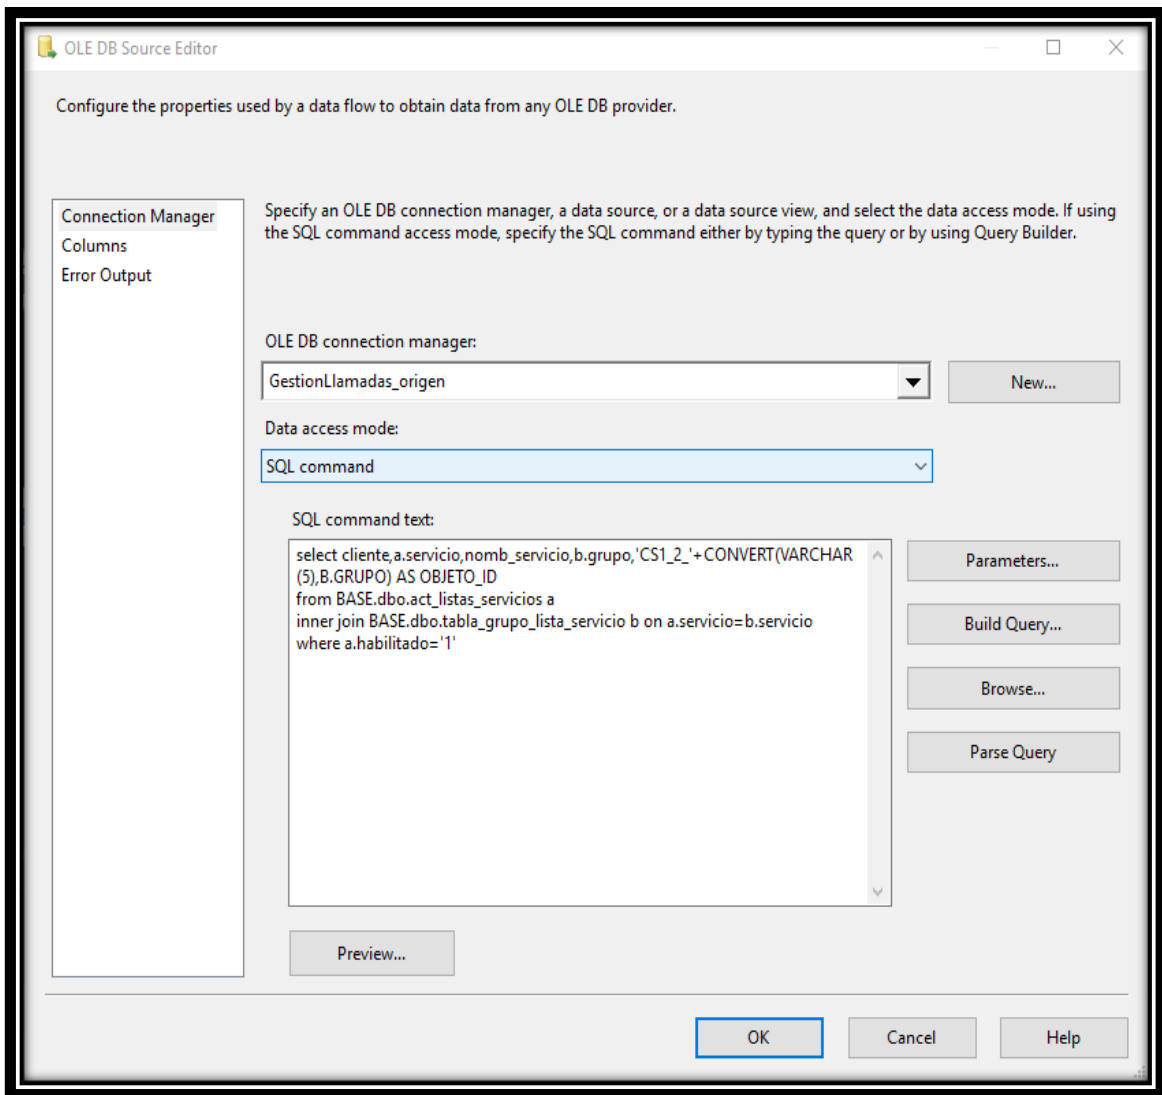 OLE DB Source Editor
Configure the properties used by a data flow to obtain data from any OLE DB provider.
Connection Manager
Columns
Error Output
Specify an OLE DB connection manager, a data source, or a data source view, and select the data access mode. If using
the SQL command access mode, specify the SQL command either by typing the query or by using Query Builder.
OLE DB connection manager:
GestionLlamadas_origen
New...
Data access mode:
SQL command
SQL command text:
select cliente,a.servicio,nomb_servicio,b.grupo,'CS1_2_'+CONVERT(VARCHAR
(5),B.GRUPO) AS OBJETO_ID
from BASE.dbo.act_listas_servicios a
inner join BASE.dbo.tabla_grupo_lista_servicio b on a.servicio=b.servicio
where a.habilitado='1'
Parameters...
Build Query...
Browse...
Parse Query
Preview...
OK
Cancel
Help